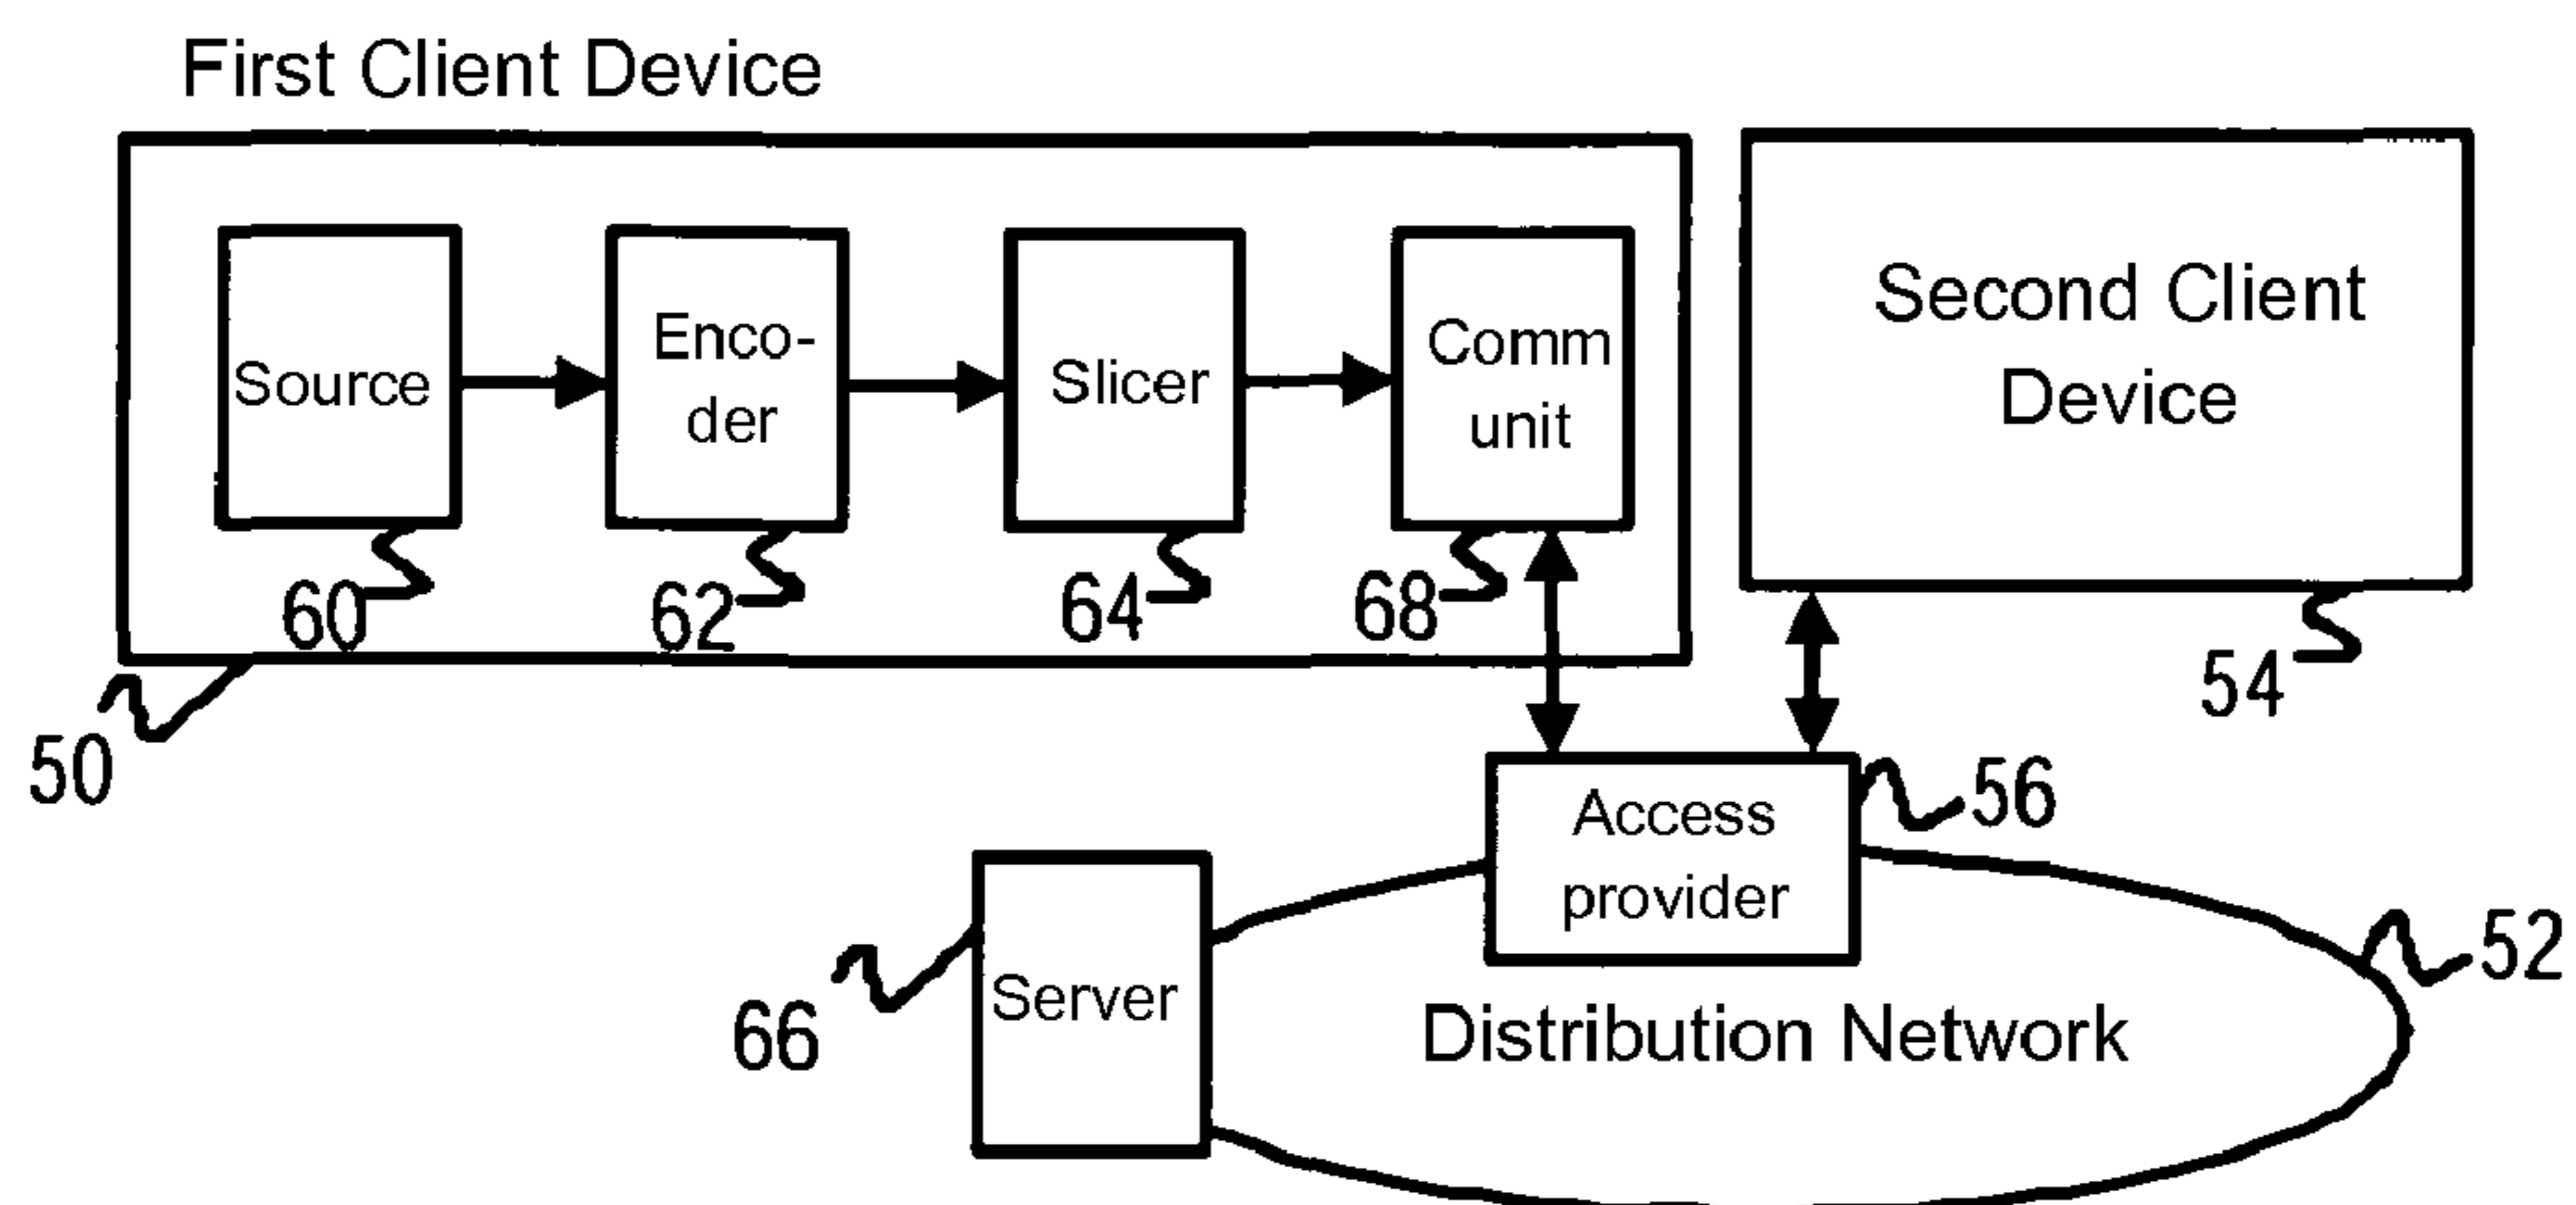 First Client Device
Source
Enco-
der
Slicer
Comm
unit
Second Client
Device
60
62
64
68
54
50
Access
provider
56
Server
66
Distribution Network
52